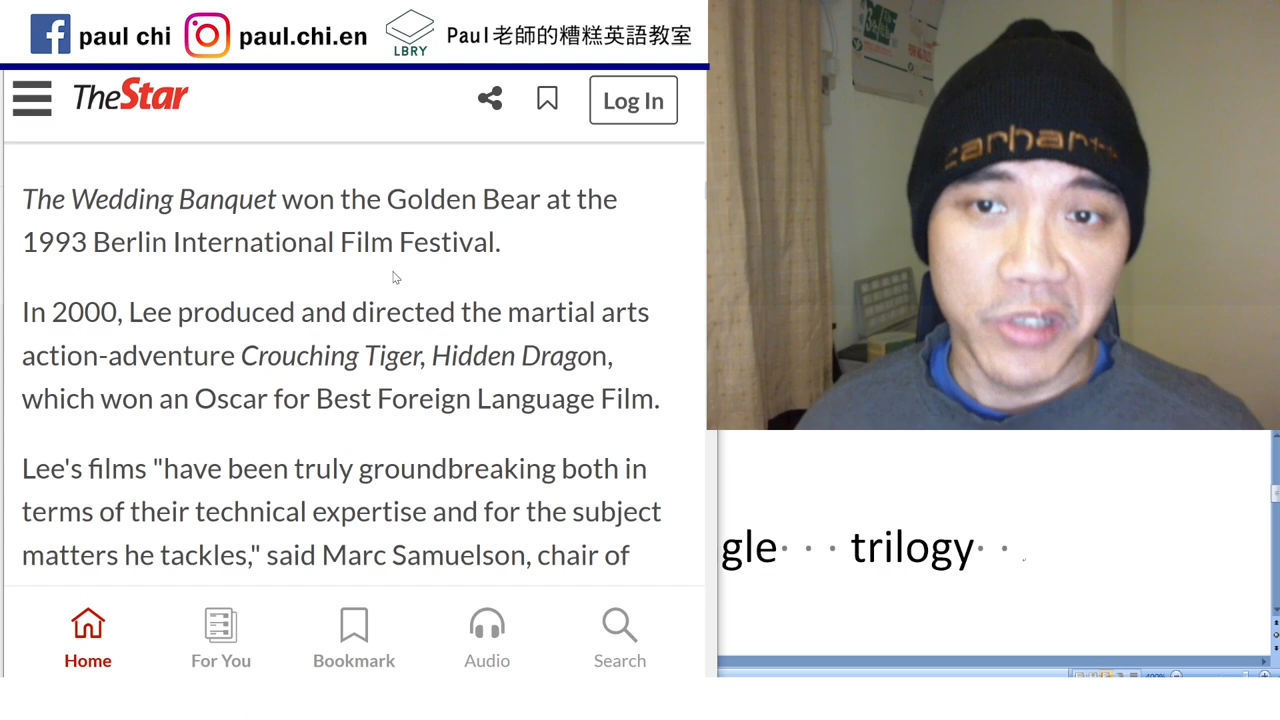 paul chi paul.chi.en LBRY Paul老師的糟糕英語教室
TheStar Log In
The Wedding Banquet won the Golden Bear at the
1993 Berlin International Film Festival.
In 2000, Lee produced and directed the martial arts
action-adventure Crouching Tiger, Hidden Dragon,
which won an Oscar for Best Foreign Language Film.
Lee's films "have been truly groundbreaking both in
terms of their technical expertise and for the subject
matters he tackles," said Marc Samuelson, chair of
Home For You Bookmark Audio Search
carhartt
gle trilogy
400%